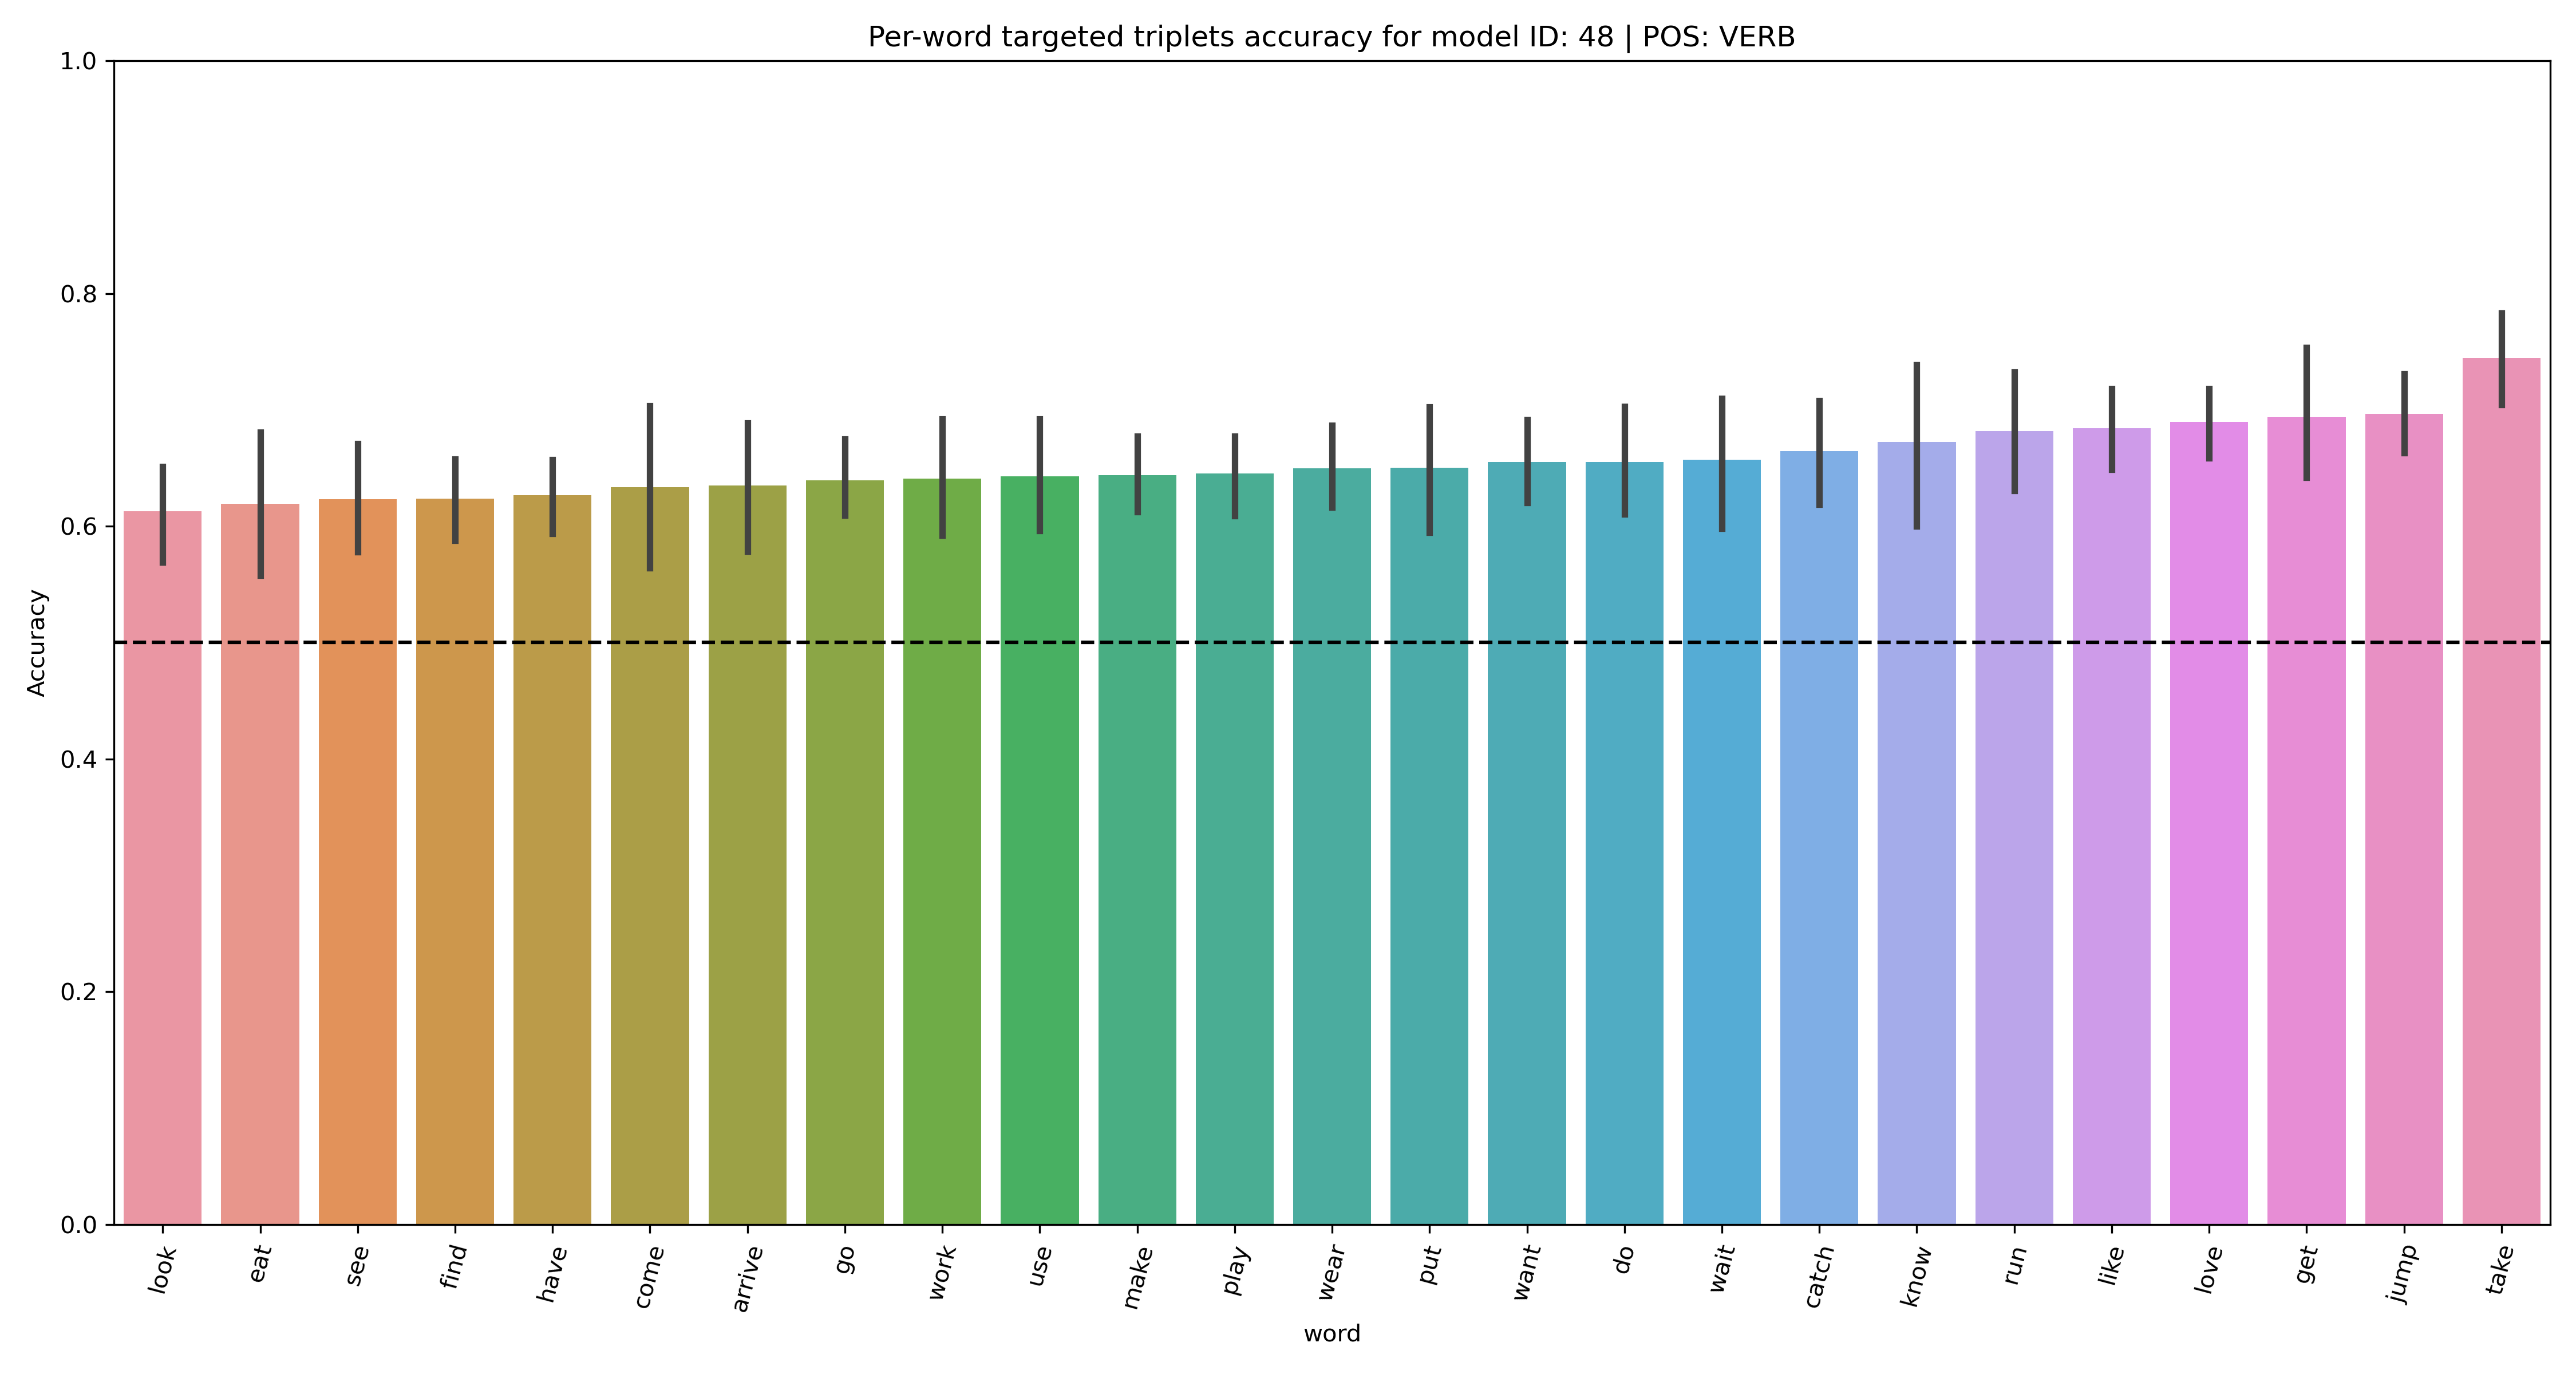 Per-word targeted triplets accuracy for model ID: 48 | POS: VERB
1.0
0.8
0.6
0.4
0.2
0.0
Accuracy
look
eat
see
find
have
come
arrive
go
work
use
make
play
wear
put
want
do
wait
catch
know
run
like
love
get
jump
take
word